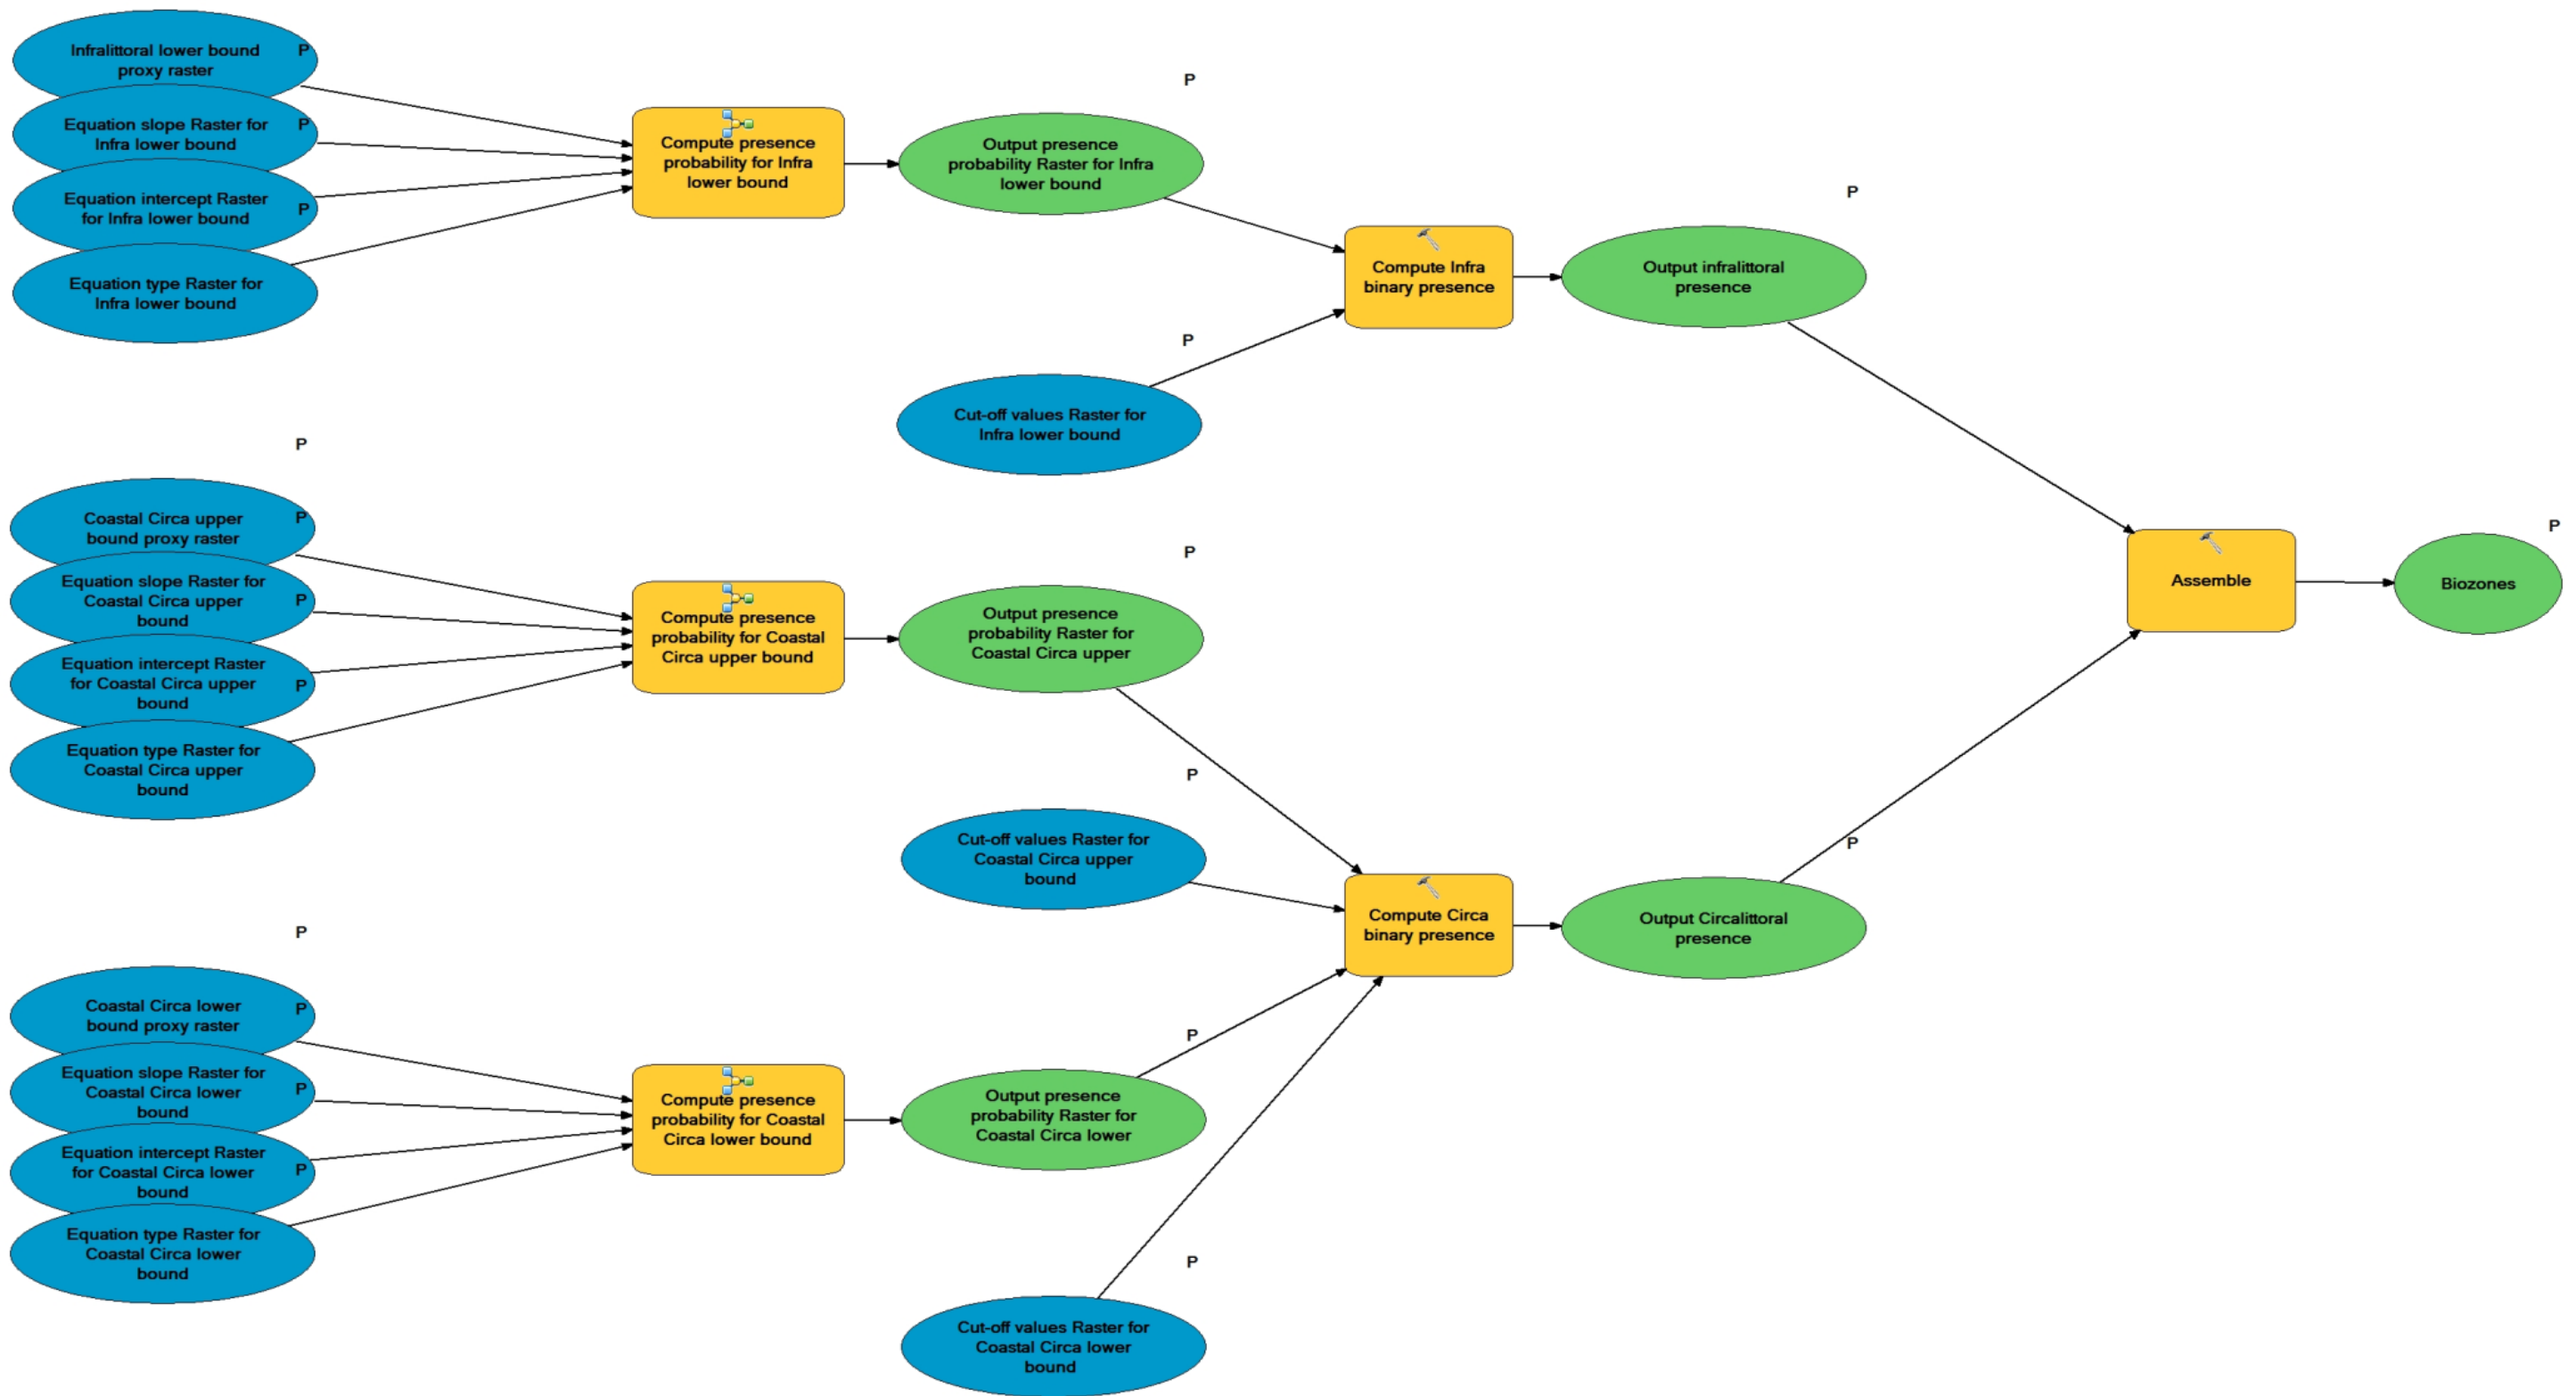 Infralittoral lower bound
proxy raster
P
Equation slope Raster for
Infra lower bound
P
Equation intercept Raster
for Infra lower bound
P
Equation type Raster for
Infra lower bound
P
Compute presence
probability for Infra
lower bound
P
Output presence
probability Raster for Infra
lower bound
P
Cut-off values Raster for
Infra lower bound
Compute Infra
binary presence
P
Output infralittoral
presence
P
Coastal Circa upper
bound proxy raster
P
Equation slope Raster for
Coastal Circa upper
bound
P
Equation intercept Raster
for Coastal Circa upper
bound
P
Equation type Raster for
Coastal Circa upper
bound
Compute presence
probability for Coastal
Circa upper bound
P
Output presence
probability Raster for
Coastal Circa upper
P
Cut-off values Raster for
Coastal Circa upper
bound
P
Coastal Circa lower
bound proxy raster
P
Equation slope Raster for
Coastal Circa lower
bound
P
Equation intercept Raster
for Coastal Circa lower
bound
P
Equation type Raster for
Coastal Circa lower
bound
Compute presence
probability for Coastal
Circa lower bound
P
Output presence
probability Raster for
Coastal Circa lower
P
Cut-off values Raster for
Coastal Circa lower
bound
Compute Circa
binary presence
P
Output Circalittoral
presence
Assemble
P
Biozones